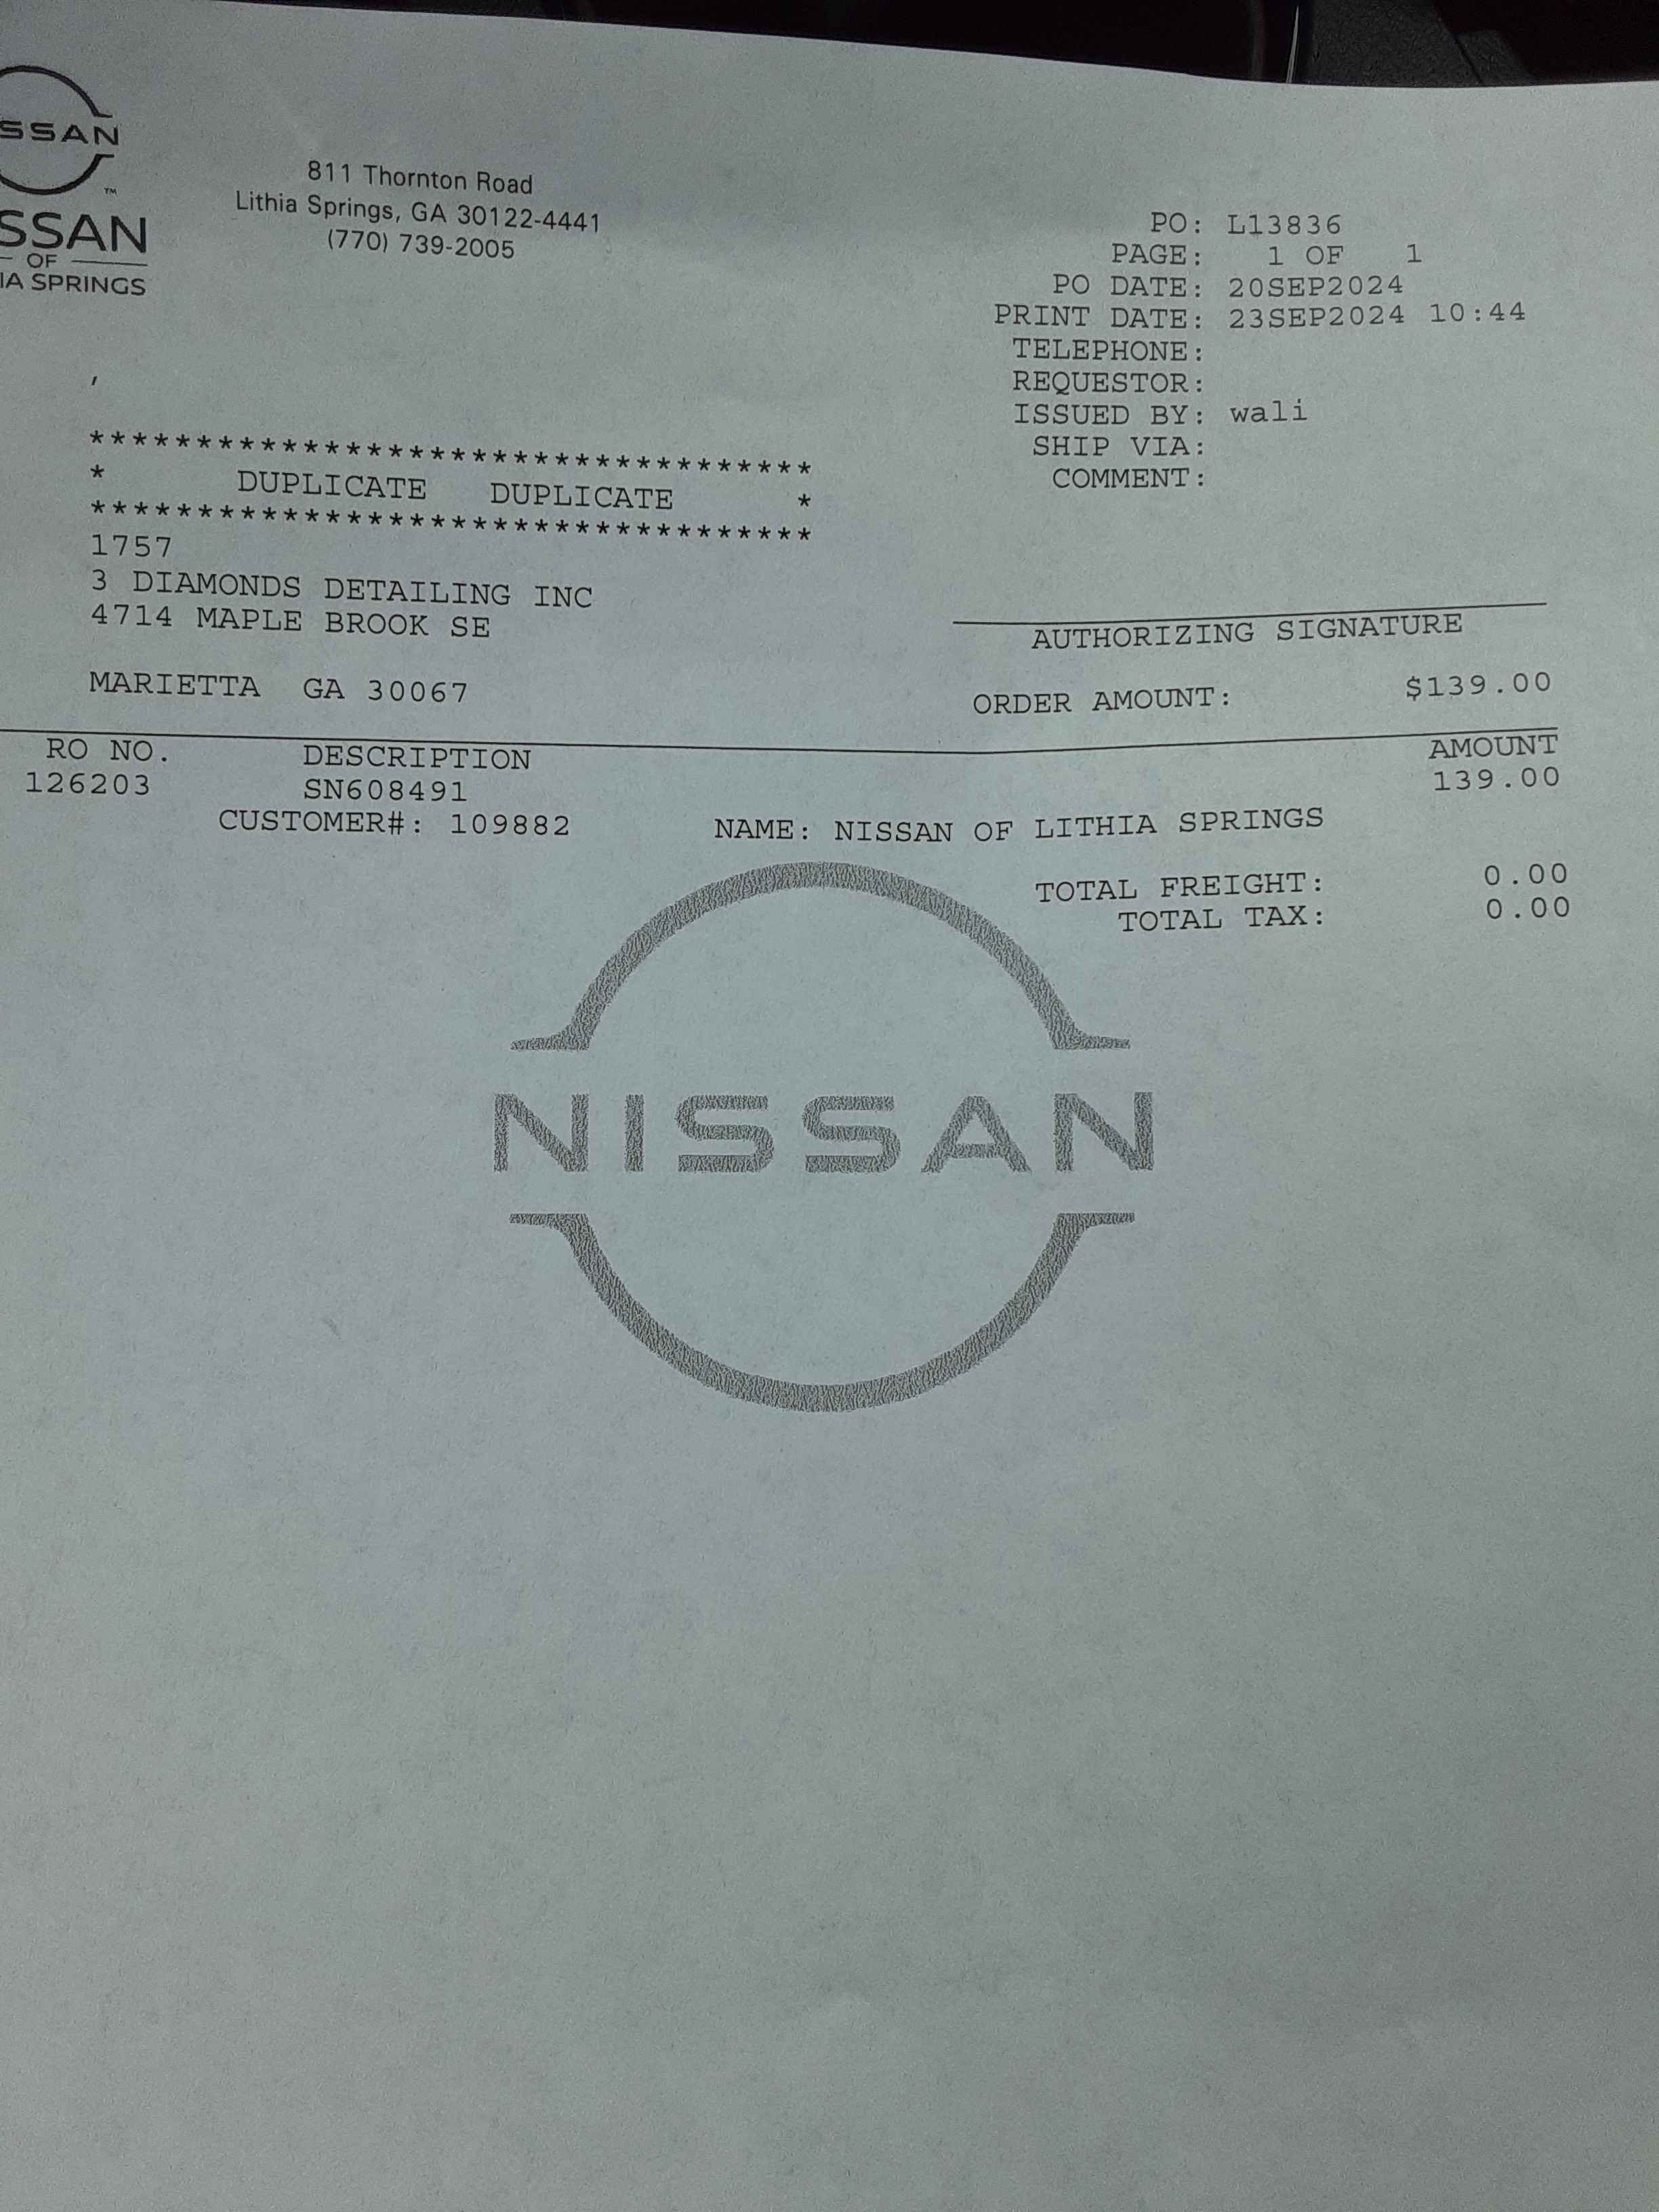 SSAN
™
SSAN
OF
IA SPRINGS
811 Thornton Road
Lithia Springs, GA 30122-4441
(770) 739-2005
PO: L13836
PAGE: 1 OF 1
PO DATE: 20SEP2024
PRINT DATE: 23SEP2024 10:44
TELEPHONE:
REQUESTOR:
ISSUED BY: wali
SHIP VIA:
COMMENT:
,
**********************************
* DUPLICATE DUPLICATE *
**********************************
1757
3 DIAMONDS DETAILING INC
4714 MAPLE BROOK SE
MARIETTA GA 30067
AUTHORIZING SIGNATURE
ORDER AMOUNT: $139.00
RO NO. DESCRIPTION AMOUNT
126203 SN608491 139.00
CUSTOMER#: 109882 NAME: NISSAN OF LITHIA SPRINGS
TOTAL FREIGHT: 0.00
TOTAL TAX: 0.00
NISSAN